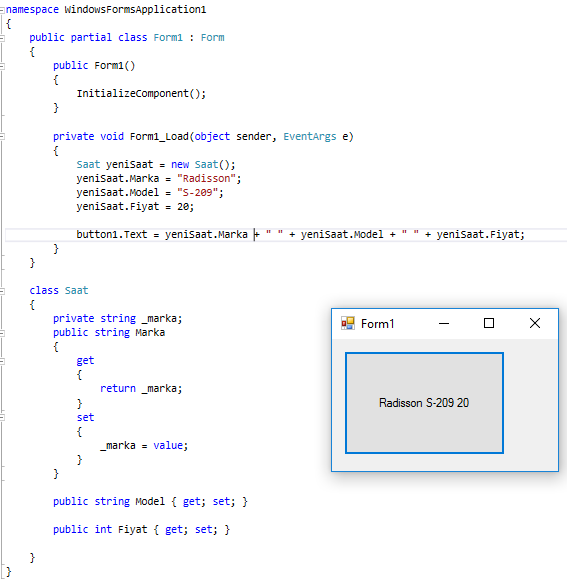 namespace WindowsFormsApplication1
{
    public partial class Form1 : Form
    {
        public Form1()
        {
            InitializeComponent();
        }

        private void Form1_Load(object sender, EventArgs e)
        {
            Saat yeniSaat = new Saat();
            yeniSaat.Marka = "Radisson";
            yeniSaat.Model = "S-209";
            yeniSaat.Fiyat = 20;

            button1.Text = yeniSaat.Marka + " " + yeniSaat.Model + " " + yeniSaat.Fiyat;
        }
    }

    class Saat
    {
        private string _marka;
        public string Marka
        {
            get
            {
                return _marka;
            }
            set
            {
                _marka = value;
            }
        }

        public string Model { get; set; }

        public int Fiyat { get; set; }

    }
}
Form1
Radisson S-209 20